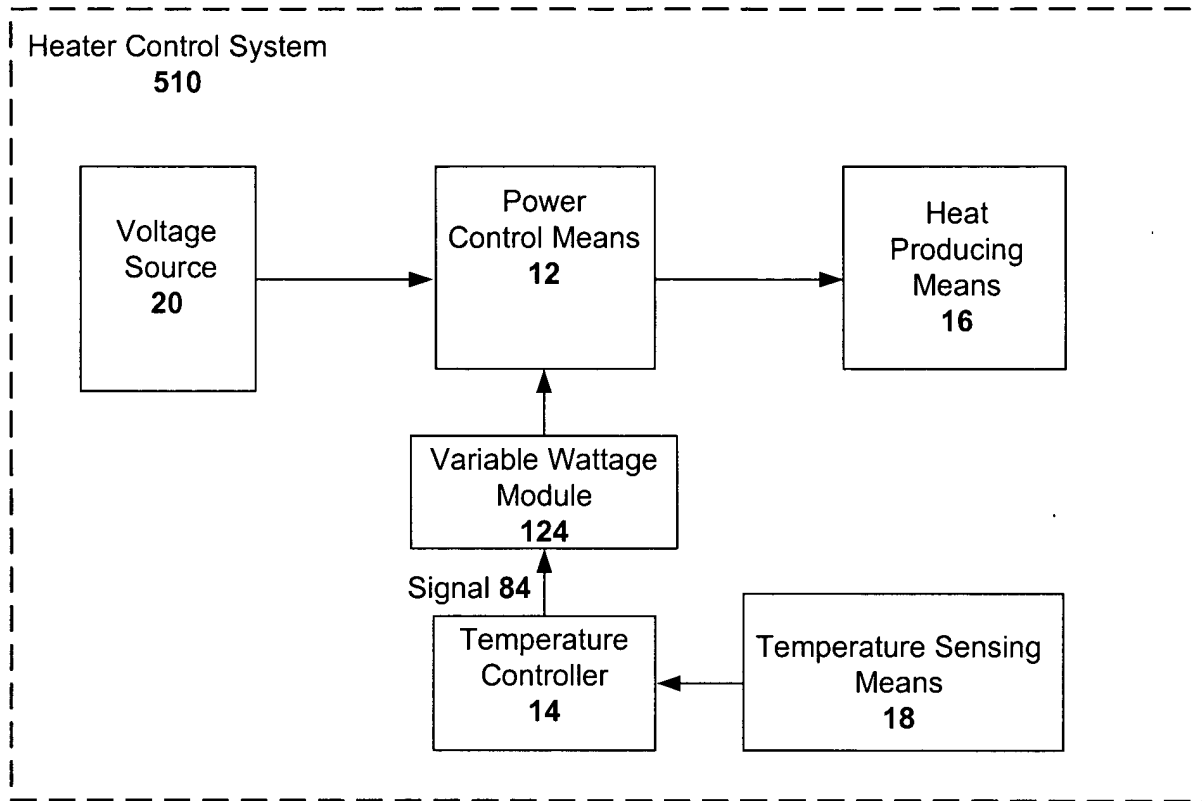 Heater Control System
510
Voltage
Source
20
Power
Control Means
12
Heat
Producing
Means
16
Variable Wattage
Module
124
Signal 84
Temperature
Controller
14
Temperature Sensing
Means
18